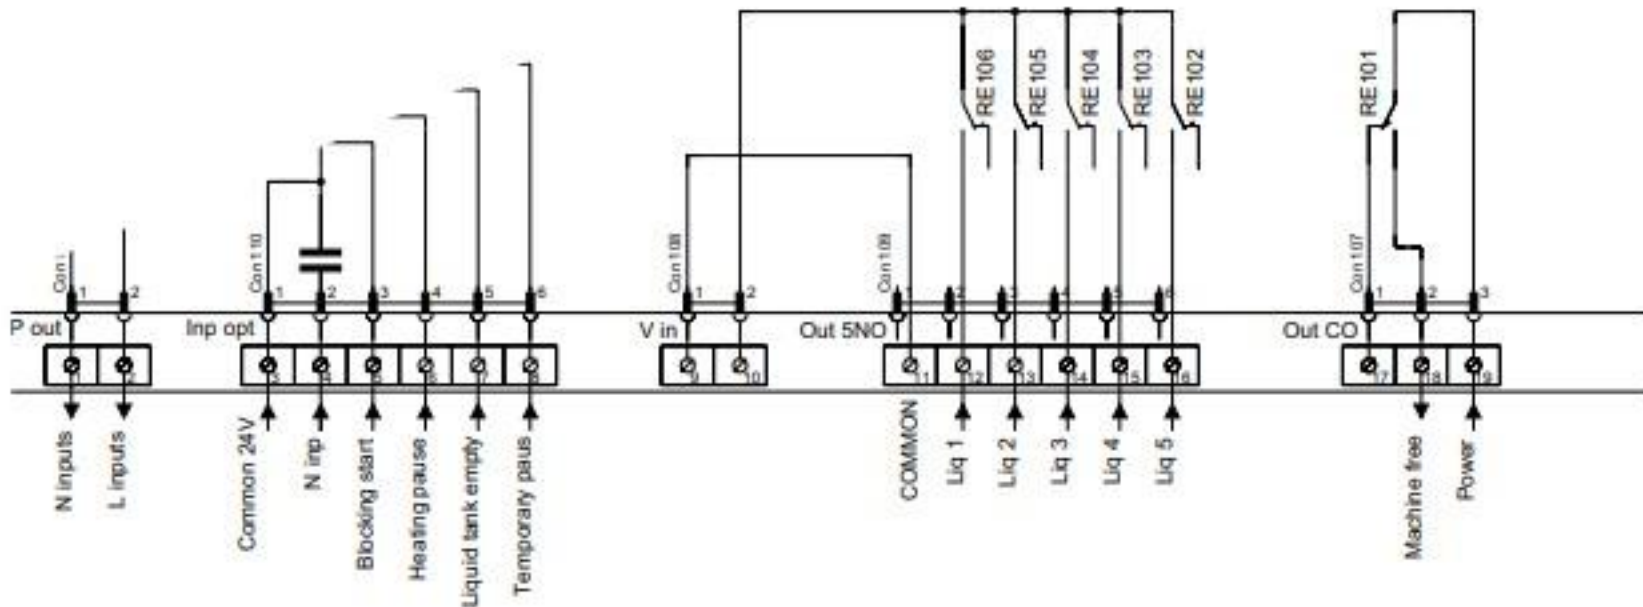 RE106
RE105
RE104
RE103
RE102
RE101
Con110
Con108
Con109
Con107
1 2
1 2 3 4 5 6
1 2
1 2 3 4 5 6
1 2 3
P out
Inp opt
V in
Out 5NO
Out CO
1 2
3 4 5 6 7 8
9 10
11 12 13 14 15 16
17 18 19
N inputs
L inputs
Common 24V
N inp
Blocking start
Heating pause
Liquid tank empty
Temporary paus
COMMON
Liq 1
Liq 2
Liq 3
Liq 4
Liq 5
Machine free
Power